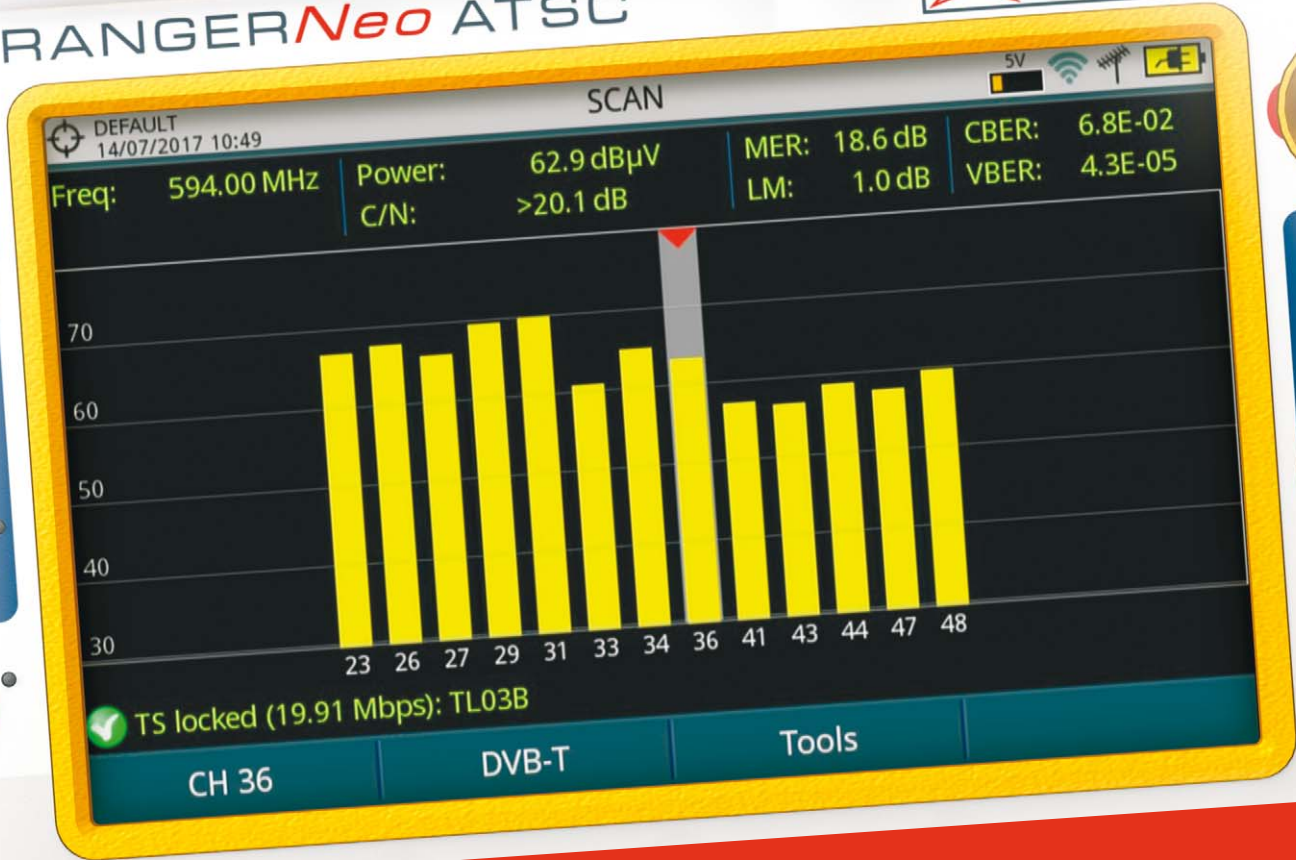 RANGERNeo ATSC
DEFAULT
14/07/2017 10:49
SCAN
5V
Freq: 594.00 MHz
Power: 62.9 dBµV
C/N: >20.1 dB
MER: 18.6 dB
LM: 1.0 dB
CBER: 6.8E-02
VBER: 4.3E-05
70
60
50
40
30
23 26 27 29 31 33 34 36 41 43 44 47 48
TS locked (19.91 Mbps): TL03B
CH 36 DVB-T Tools